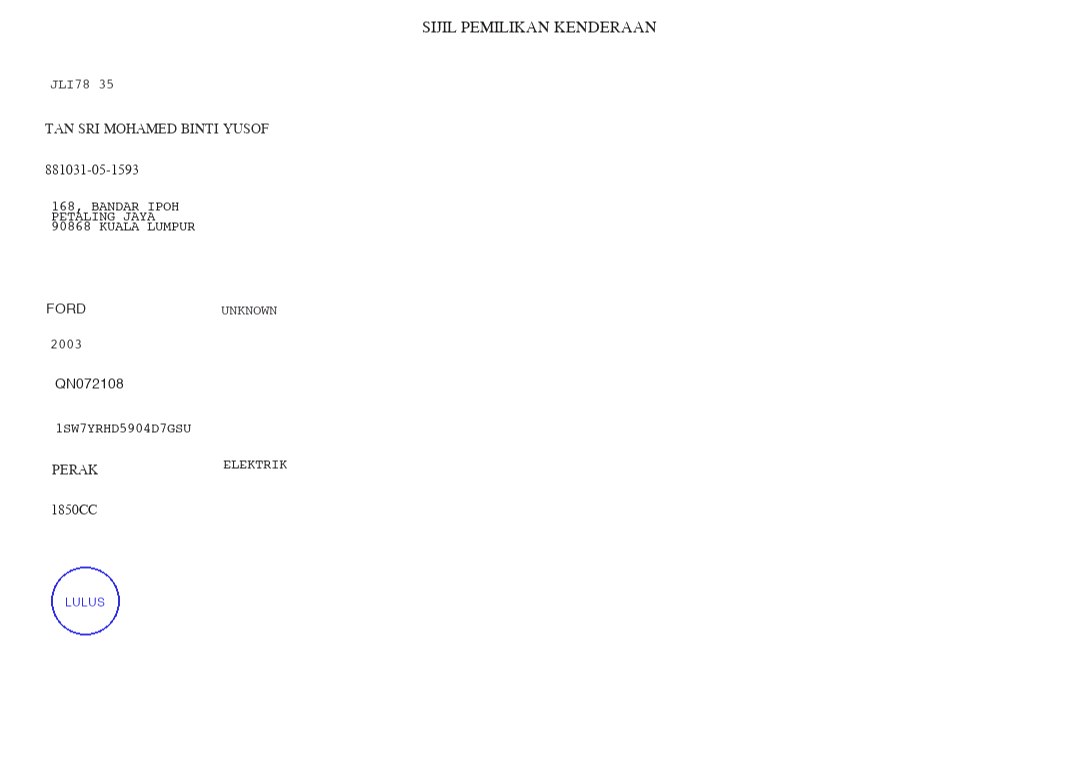 SIJIL PEMILIKAN KENDERAAN
JLI78 35
TAN SRI MOHAMED BINTI YUSOF
881031-05-1593
168, BANDAR IPOH
PETALING JAYA
90868 KUALA LUMPUR
FORD UNKNOWN
2003
QN072108
1SW7YRHD5904D7GSU
PERAK ELEKTRIK
1850CC
LULUS